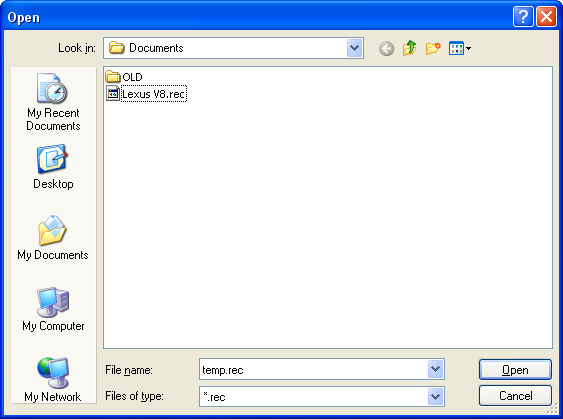 Open
Look in:
Documents
OLD
Lexus V8.rec
My Recent
Documents
Desktop
My Documents
My Computer
My Network
File name:
temp.rec
Open
Files of type:
*.rec
Cancel